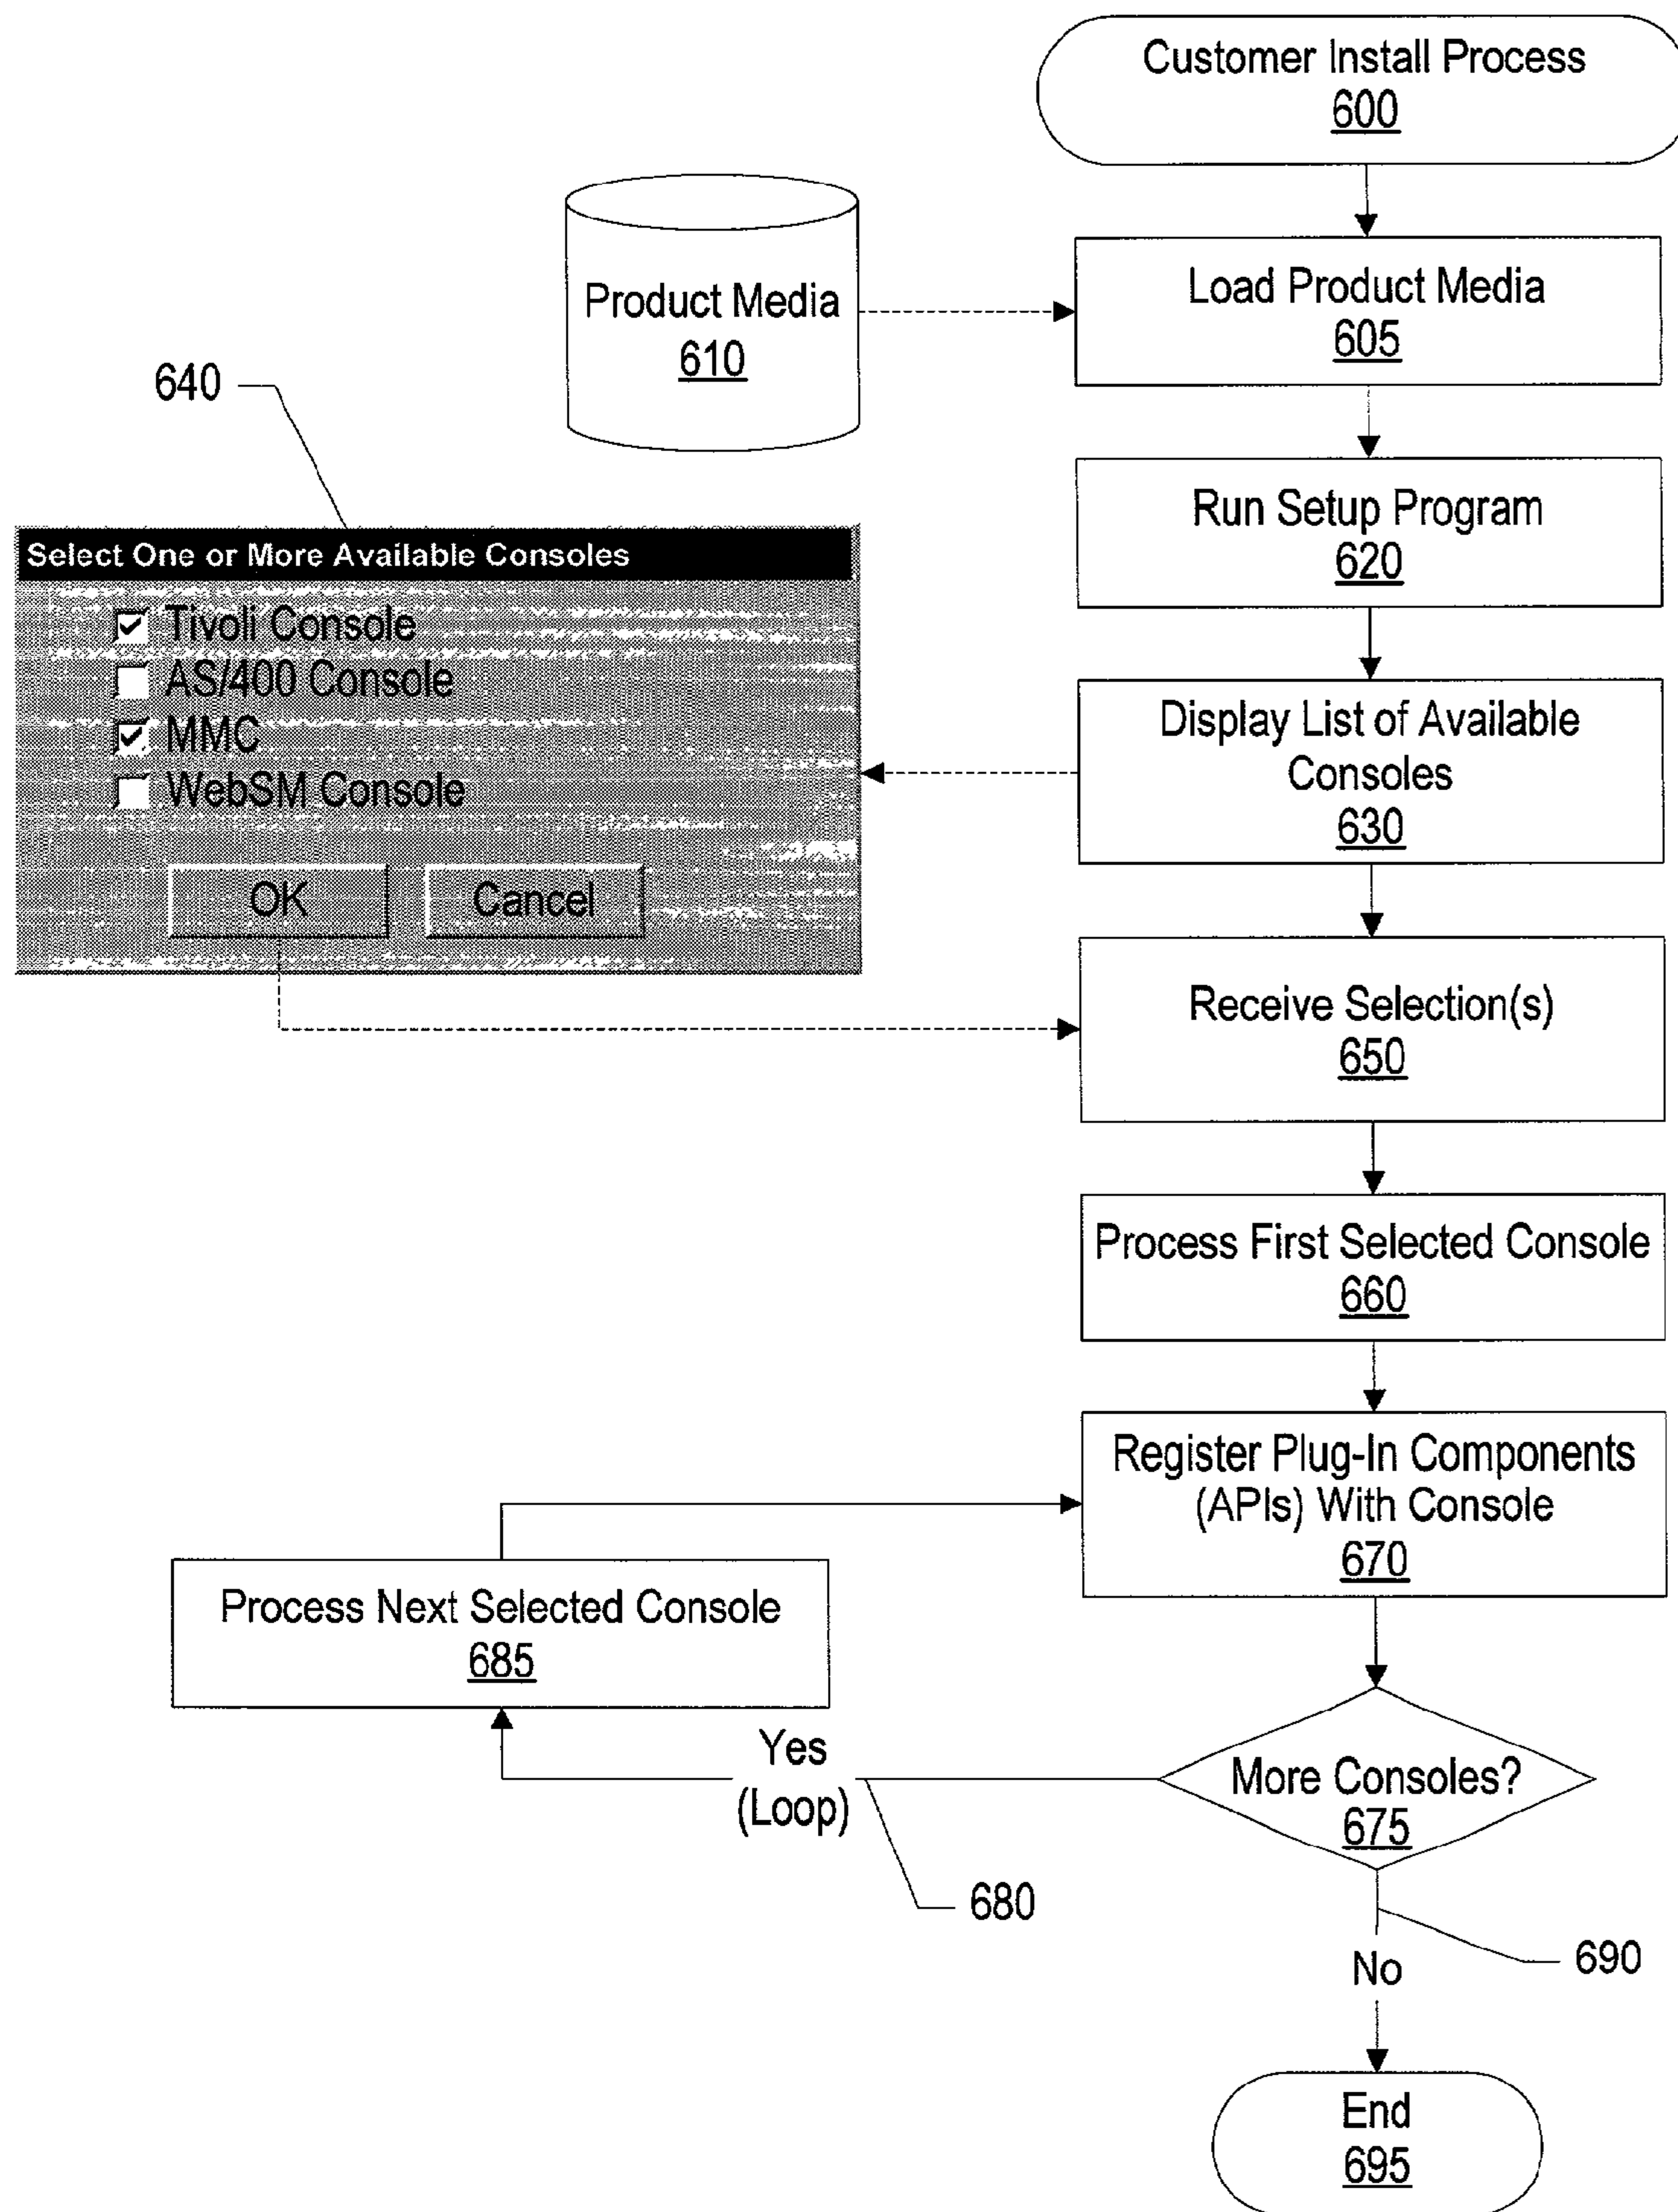 Customer Install Process
600
Product Media
610
Load Product Media
605
640
Run Setup Program
620
Select One or More Available Consoles
Tivoli Console
AS/400 Console
MMC
WebSM Console
OK
Cancel
Display List of Available
Consoles
630
Receive Selection(s)
650
Process First Selected Console
660
Register Plug-In Components
(APIs) With Console
670
Process Next Selected Console
685
Yes
(Loop)
More Consoles?
675
680
690
No
End
695